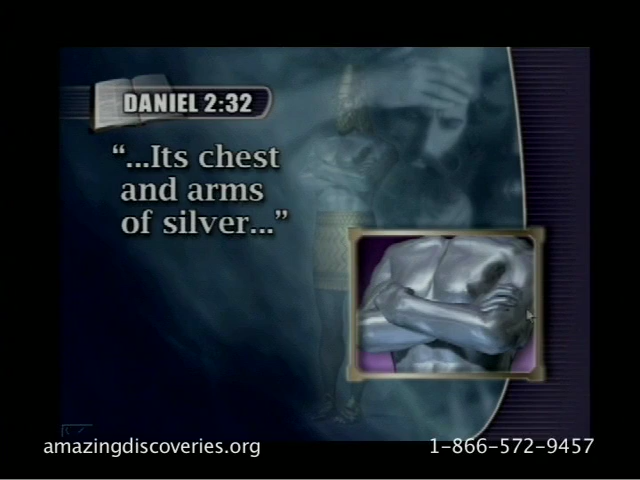 DANIEL 2:32
“...Its chest
and arms
of silver...”
amazingdiscoveries.org
1-866-572-9457